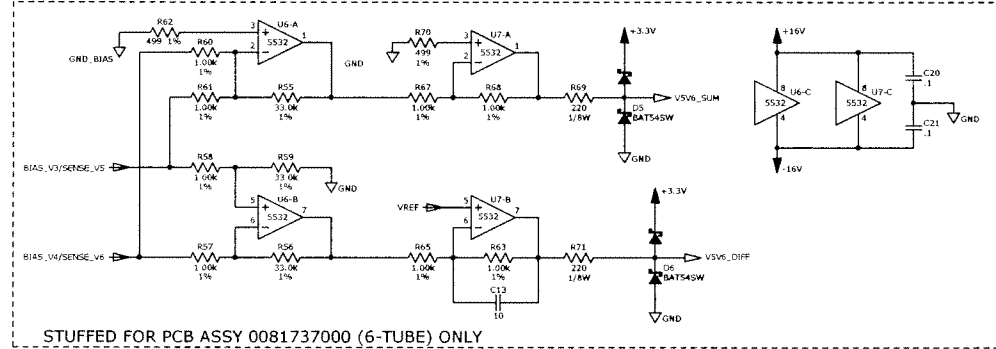 R62
499 1%
GND_BIAS
R60
1.00k
1%
3
2
U6-A
5532
1
GND
R61
1.00k
1%
R55
33.0k
1%
R70
499
1%
3
2
U7-A
5532
1
R67
1.00k
1%
R68
1.00k
1%
R69
220
1/8W
+3.3V
D5
BAT54SW
V5V6_SUM
GND
+16V
8
U6-C
5532
4
8
U7-C
5532
4
-16V
C20
.1
C21
.1
GND
BIAS_V3/SENSE_V5
R58
1.00k
1%
R59
33.0k
1%
GND
5
6
U6-B
5532
7
BIAS_V4/SENSE_V6
R57
1.00k
1%
R56
33.0k
1%
VREF
5
6
U7-B
5532
7
R65
1.00k
1%
R63
1.00k
1%
C13
10
R71
220
1/8W
+3.3V
D6
BAT54SW
V5V6_DIFF
GND
STUFFED FOR PCB ASSY 0081737000 (6-TUBE) ONLY